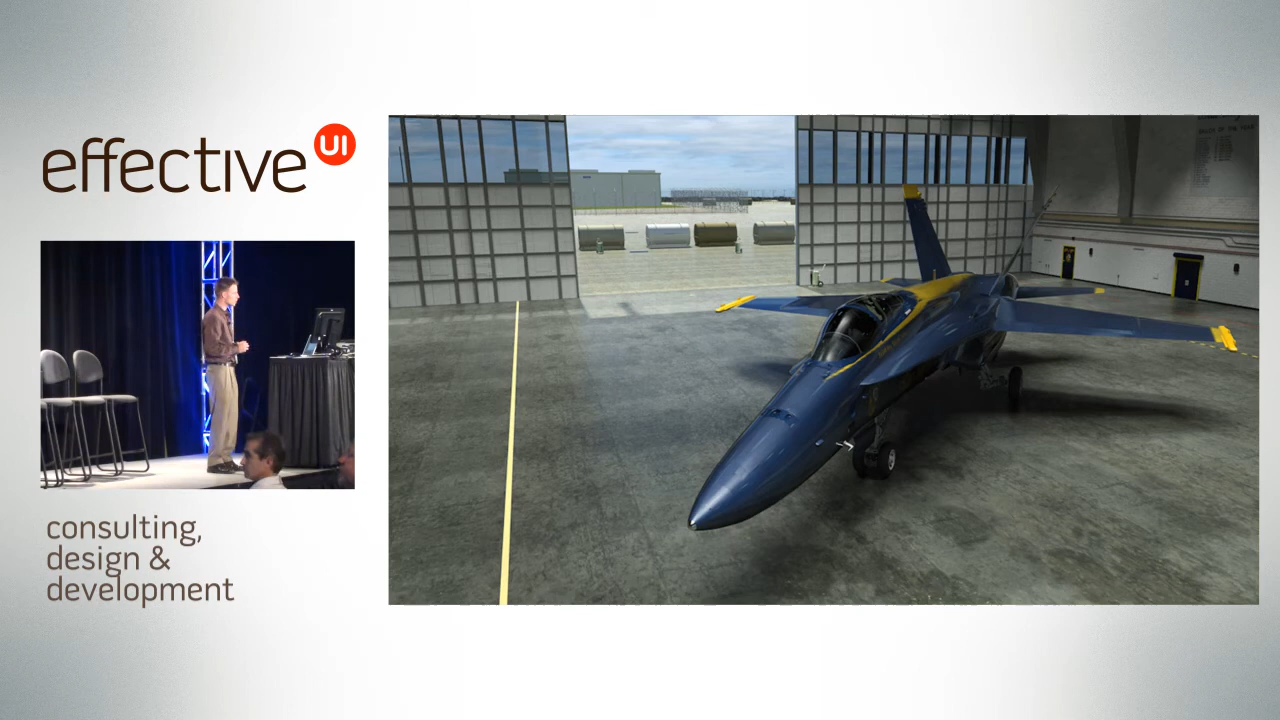 effective UI
consulting,
design &
development